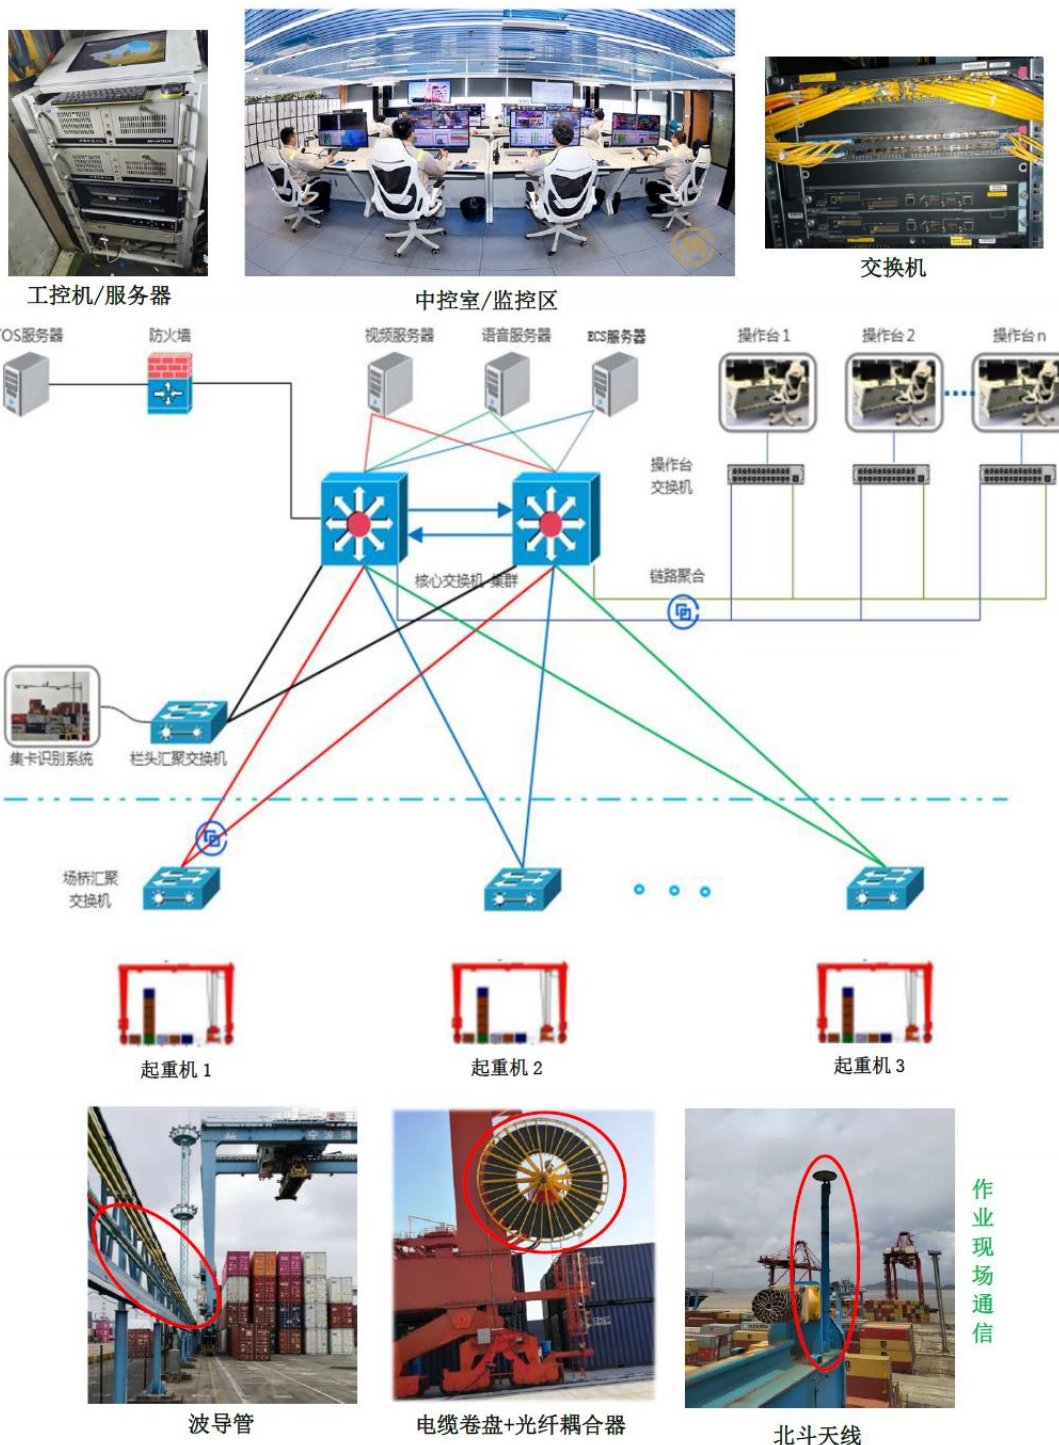 工控机/服务器
中控室/监控区
交换机
OS服务器
防火墙
视频服务器
语音服务器
ECS服务器
操作台1
操作台2
操作台n
操作台
交换机
核心交换机 集群
链路聚合
集卡识别系统
栏头汇聚交换机
场桥汇聚
交换机
起重机1
起重机2
起重机3
作业现场通信
波导管
电缆卷盘+光纤耦合器
北斗天线